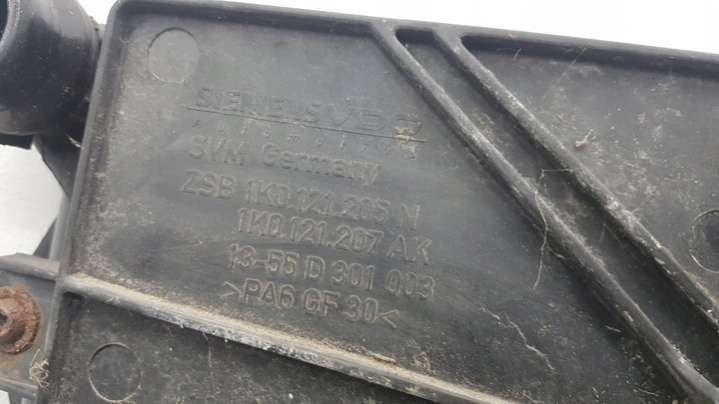 SIEMENS VDO
AUTOMOTIVE
SVM Germany
ZSB 1K0.121.205 N
1K0.121.207 AK
13-55 D 301 003
>PA6 GF 30<